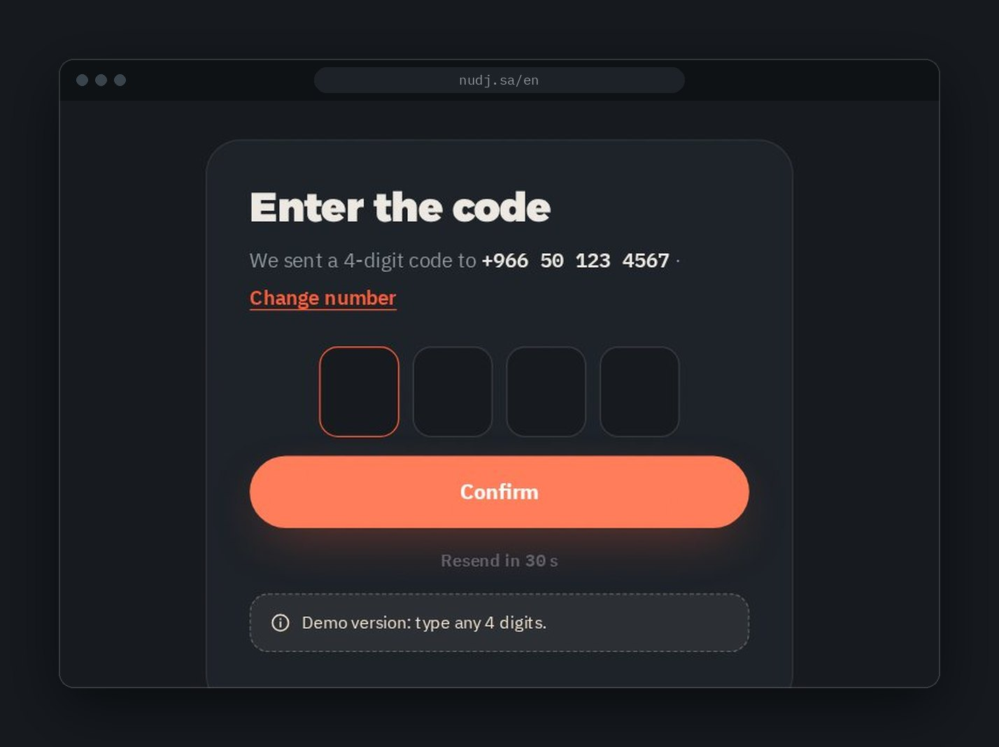 nudj.sa/en
Enter the code
We sent a 4-digit code to +966 50 123 4567 ·
Change number
Confirm
Resend in 30 s
Demo version: type any 4 digits.